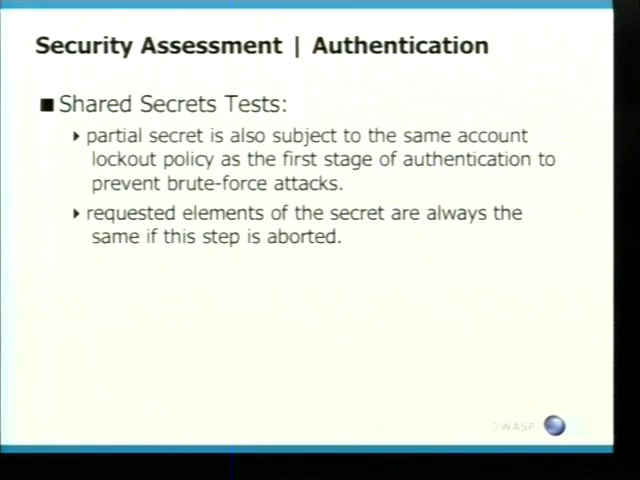 Security Assessment | Authentication
Shared Secrets Tests:
partial secret is also subject to the same account
lockout policy as the first stage of authentication to
prevent brute-force attacks.
requested elements of the secret are always the
same if this step is aborted.
OWASP